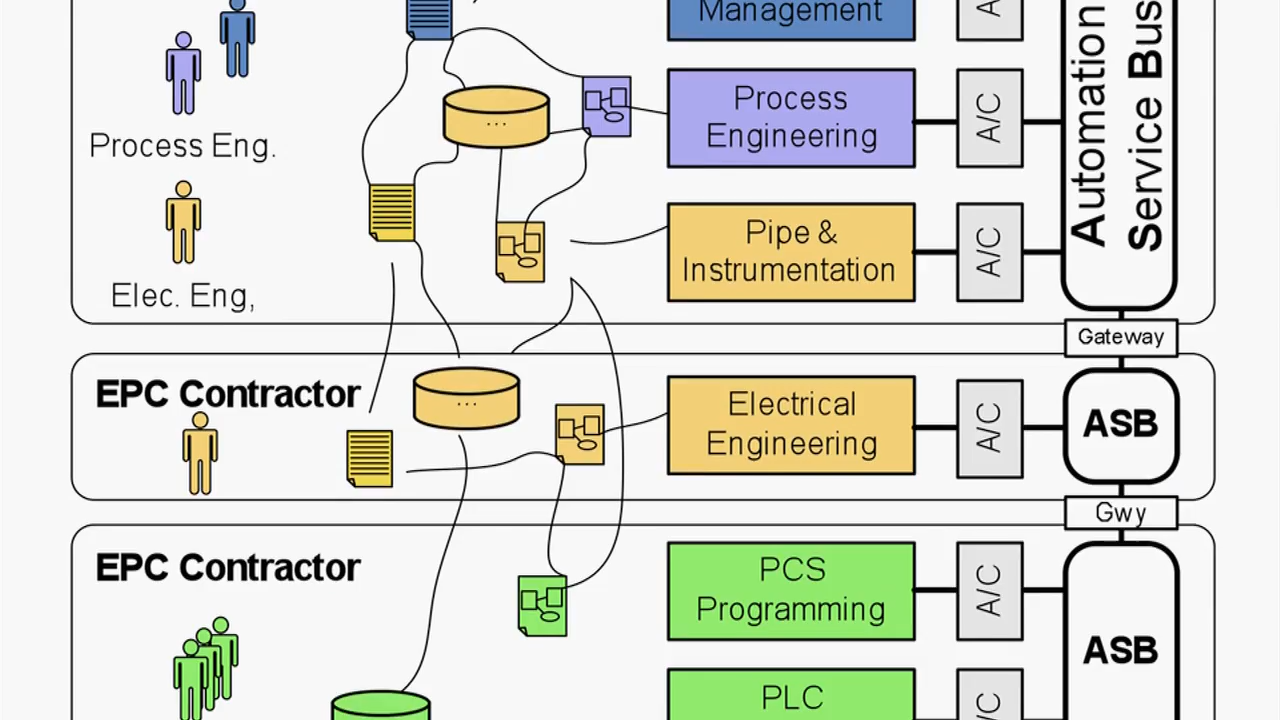 Management
A/C
Automation
Service Bus
Process
Engineering
A/C
Process Eng.
Pipe &
Instrumentation
A/C
Elec. Eng,
Gateway
EPC Contractor
Electrical
Engineering
A/C
ASB
Gwy
EPC Contractor
PCS
Programming
A/C
ASB
PLC